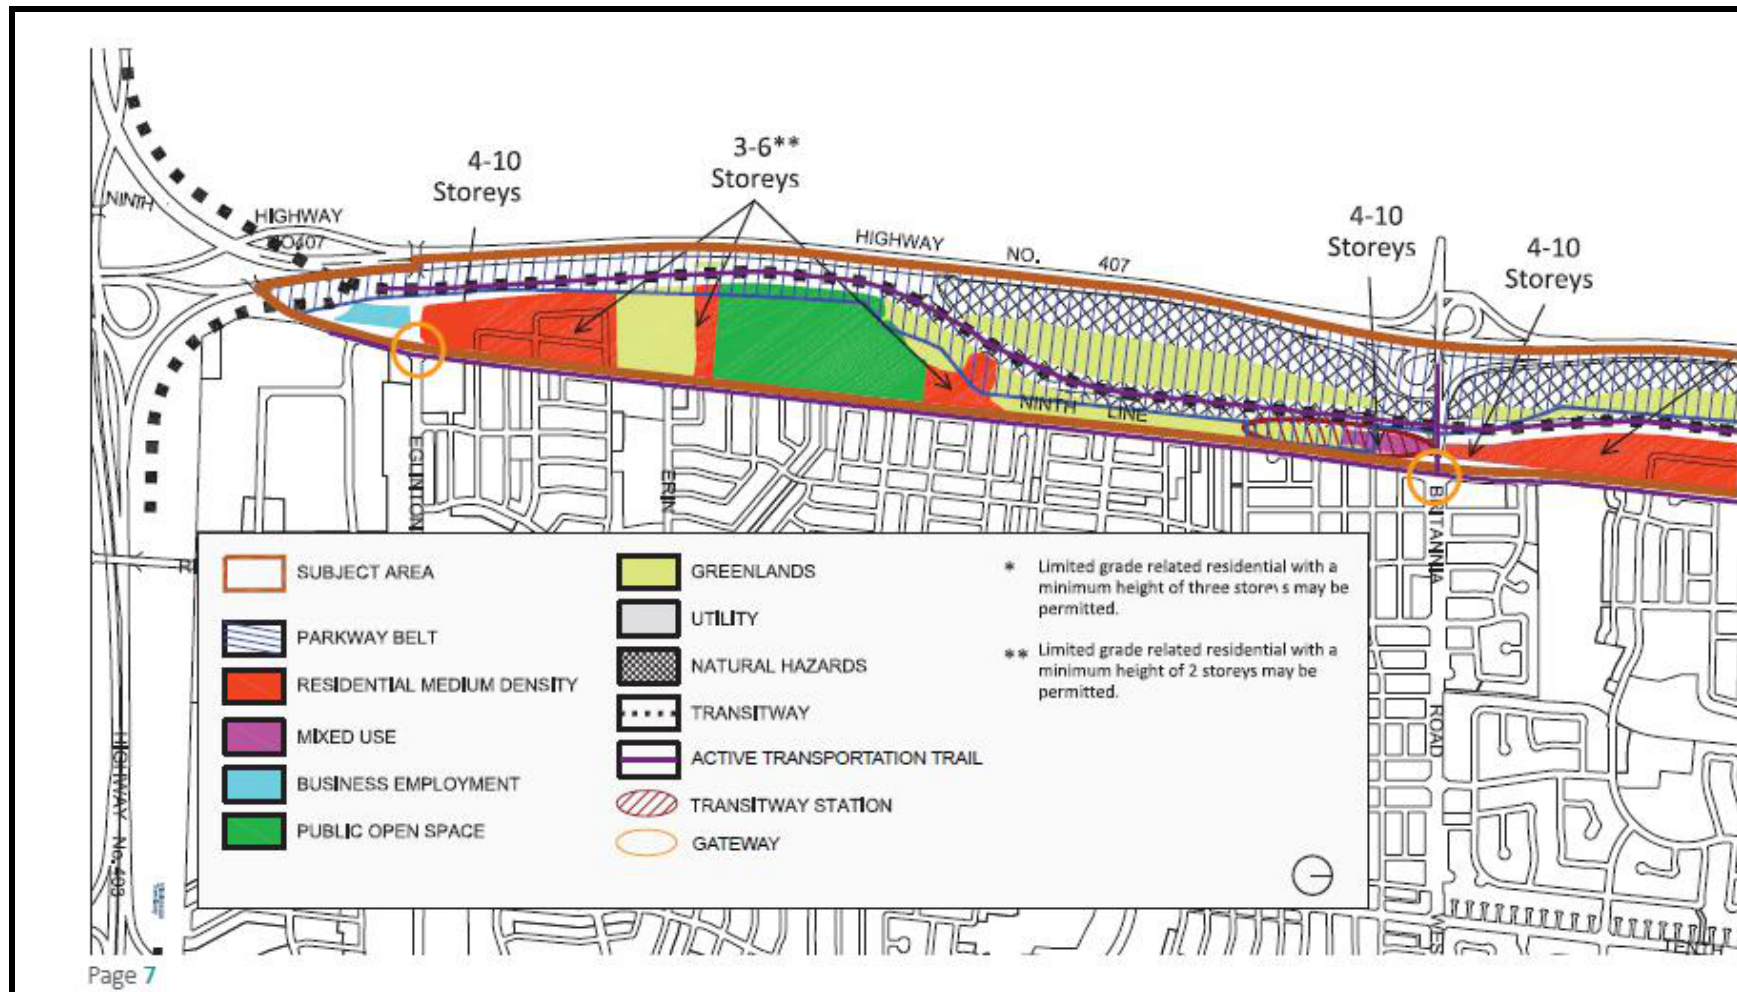 3-6**
Storeys
4-10
Storeys
NINTH
HIGHWAY
HIGHWAY
NO.
407
4-10
Storeys
4-10
Storeys
NINTH LINE
EGLINTON
ERIN
BRITANNIA
ROAD
HIGHWAY No. 403
TENTH
SUBJECT AREA
PARKWAY BELT
RESIDENTIAL MEDIUM DENSITY
MIXED USE
BUSINESS EMPLOYMENT
PUBLIC OPEN SPACE
GREENLANDS
UTILITY
NATURAL HAZARDS
TRANSITWAY
ACTIVE TRANSPORTATION TRAIL
TRANSITWAY STATION
GATEWAY
* Limited grade related residential with a
minimum height of three storeys may be
permitted.
** Limited grade related residential with a
minimum height of 2 storeys may be
permitted.
Page 7